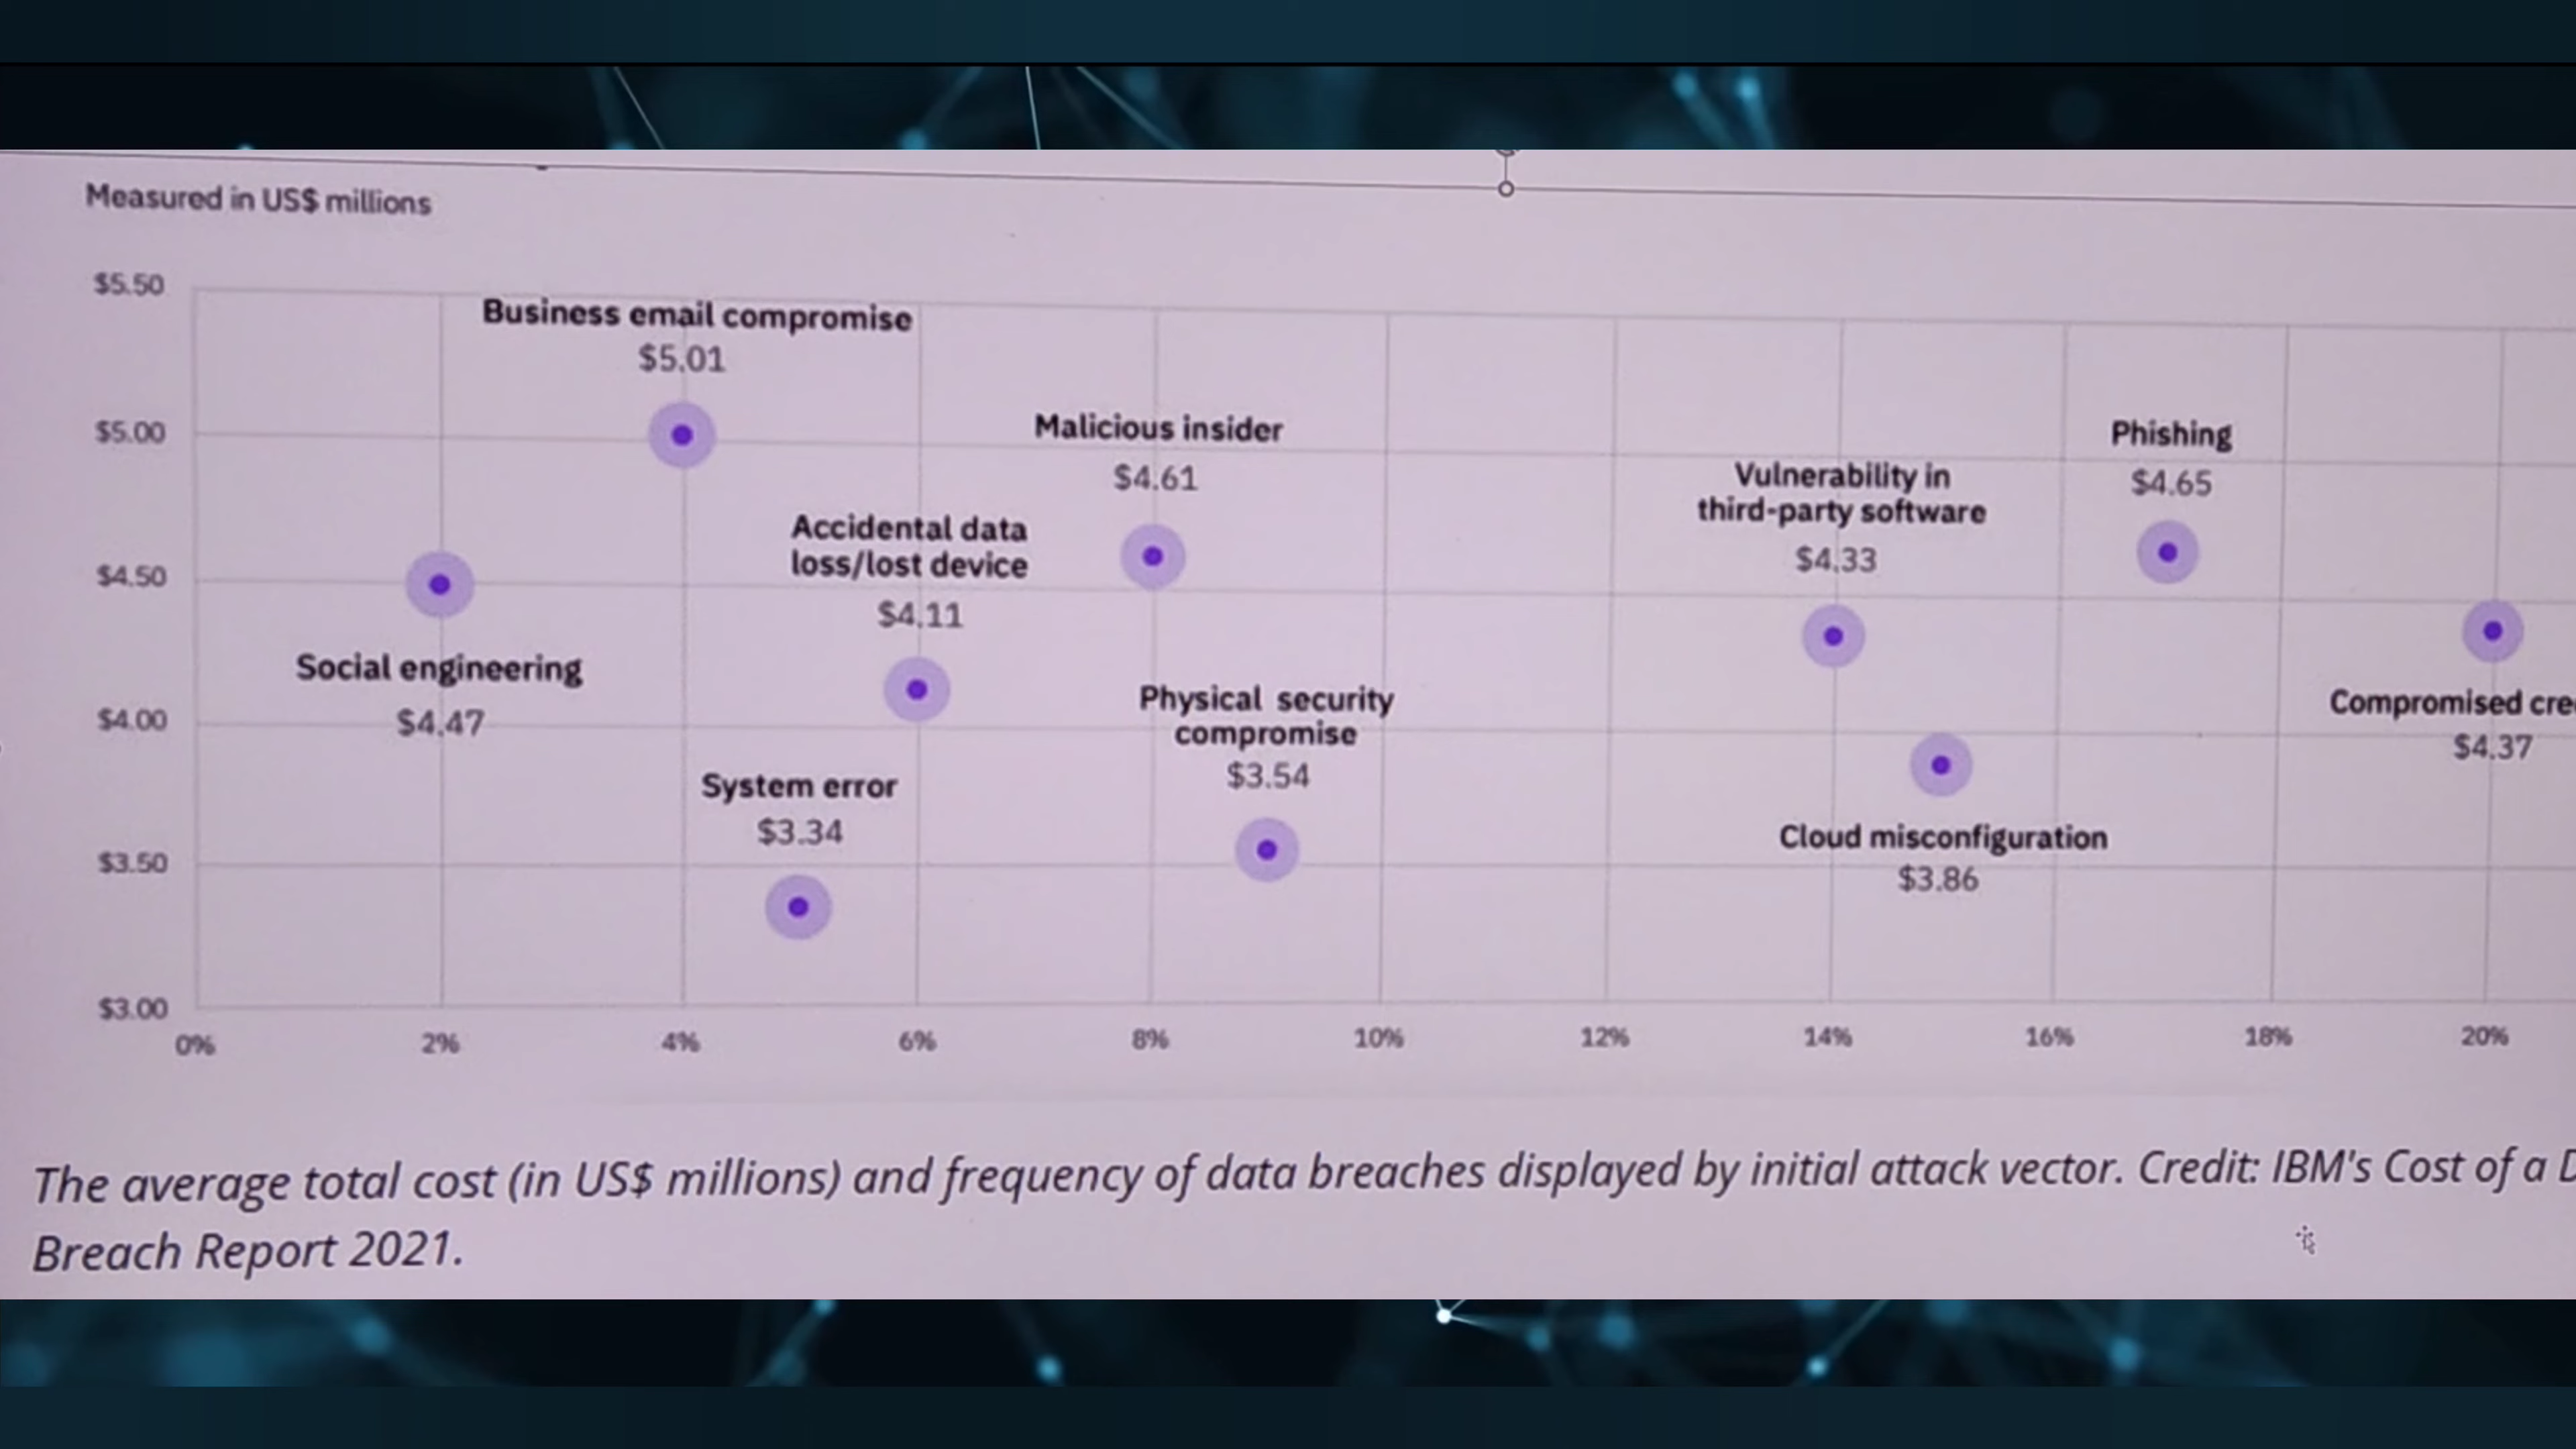 Measured in US$ millions
$5.50
$5.00
$4.50
$4.00
$3.50
$3.00
Business email compromise
$5.01
Malicious insider
$4.61
Phishing
$4.65
Vulnerability in
third-party software
$4.33
Accidental data
loss/lost device
$4.11
Social engineering
$4.47
Physical security
compromise
$3.54
Compromised cre
$4.37
System error
$3.34
Cloud misconfiguration
$3.86
0% 2% 4% 6% 8% 10% 12% 14% 16% 18% 20%
The average total cost (in US$ millions) and frequency of data breaches displayed by initial attack vector. Credit: IBM's Cost of a D
Breach Report 2021.